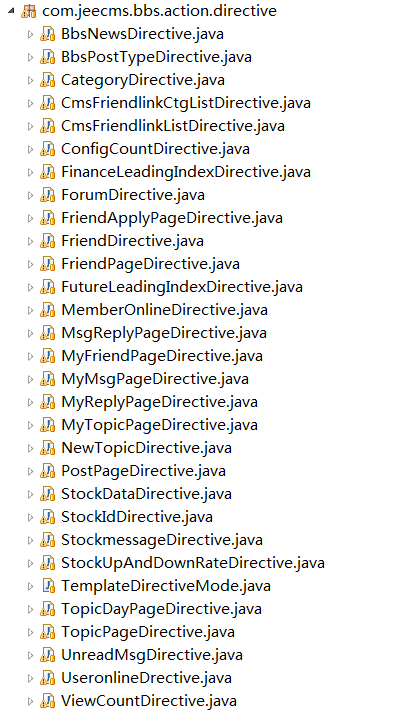 com.jeecms.bbs.action.directive
BbsNewsDirective.java
BbsPostTypeDirective.java
CategoryDirective.java
CmsFriendlinkCtgListDirective.java
CmsFriendlinkListDirective.java
ConfigCountDirective.java
FinanceLeadingIndexDirective.java
ForumDirective.java
FriendApplyPageDirective.java
FriendDirective.java
FriendPageDirective.java
FutureLeadingIndexDirective.java
MemberOnlineDirective.java
MsgReplyPageDirective.java
MyFriendPageDirective.java
MyMsgPageDirective.java
MyReplyPageDirective.java
MyTopicPageDirective.java
NewTopicDirective.java
PostPageDirective.java
StockDataDirective.java
StockIdDirective.java
StockmessageDirective.java
StockUpAndDownRateDirective.java
TemplateDirectiveMode.java
TopicDayPageDirective.java
TopicPageDirective.java
UnreadMsgDirective.java
UseronlineDrective.java
ViewCountDirective.java